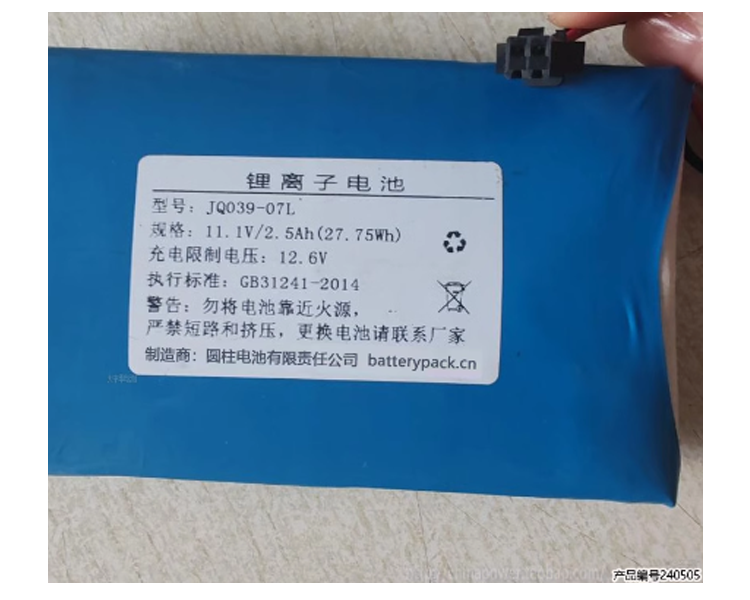 锂离子电池
型号：JQ039-07L
规格：11.1V/2.5Ah(27.75Wh)
充电限制电压：12.6V
执行标准：GB31241-2014
警告：勿将电池靠近火源，
严禁短路和挤压，更换电池请联系厂家
制造商：圆柱电池有限责任公司 batterypack.cn
产品编号240505